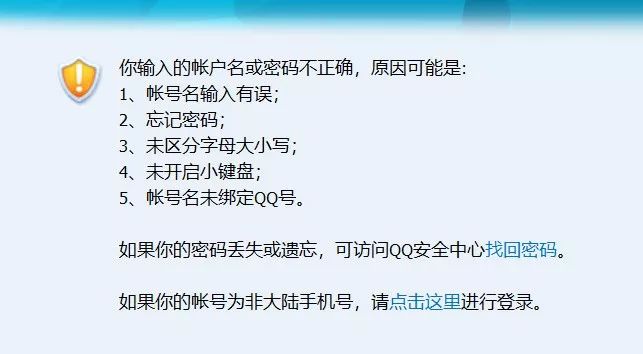 你输入的帐户名或密码不正确，原因可能是:
1、帐号名输入有误；
2、忘记密码；
3、未区分字母大小写；
4、未开启小键盘；
5、帐号名未绑定QQ号。
如果你的密码丢失或遗忘，可访问QQ安全中心找回密码。
如果你的帐号为非大陆手机号，请点击这里进行登录。